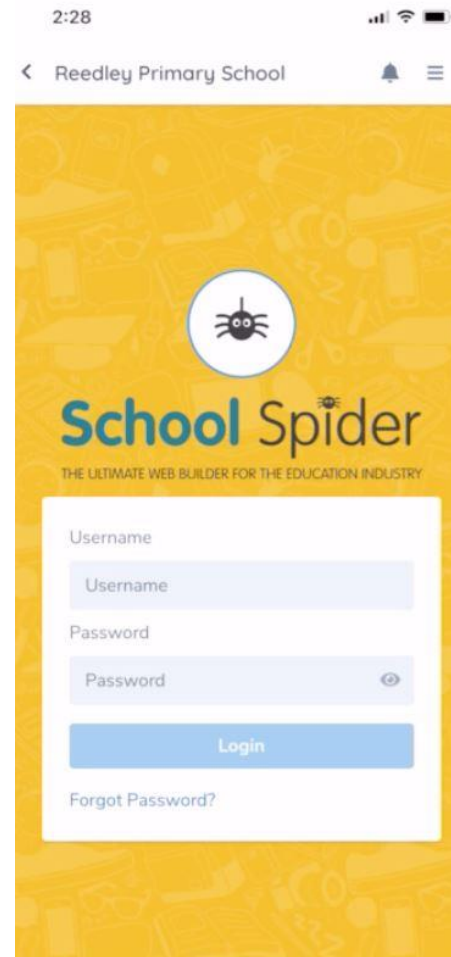 2:28
Reedley Primary School
School Spider
THE ULTIMATE WEB BUILDER FOR THE EDUCATION INDUSTRY
Username
Username
Password
Password
Login
Forgot Password?